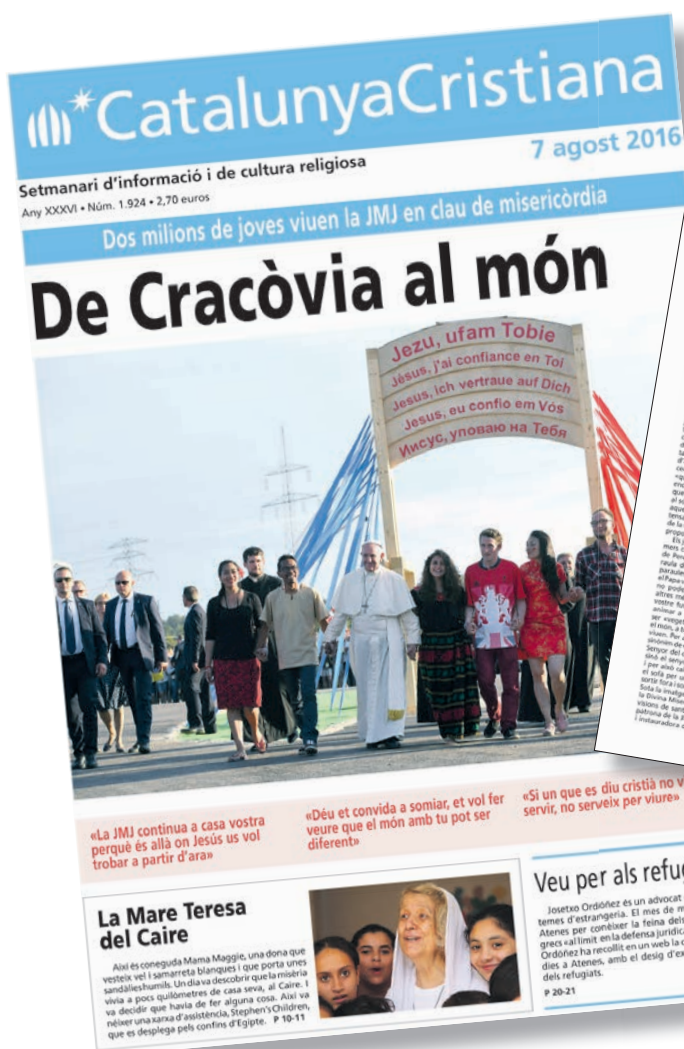 CatalunyaCristiana
7 agost 2016
Setmanari d'informació i de cultura religiosa
Any XXXVI • Núm. 1.924 • 2,70 euros
Dos milions de joves viuen la JMJ en clau de misericòrdia
De Cracòvia al món
Jezu, ufam Tobie
Jésus, j'ai confiance en Toi
Jesus, ich vertraue auf Dich
Jesus, eu confio em Vós
Иисус, уповаю на Тебя
«La JMJ continua a casa vostra
perquè és allà on Jesús us vol
trobar a partir d'ara»
«Déu et convida a somiar, et vol fer
veure que el món amb tu pot ser
diferent»
«Si un que es diu cristià no v
servir, no serveix per viure»
La Mare Teresa
del Caire
Així és coneguda Mama Maggie, una dona que
vesteix vel i samarreta blanques i que porta unes
sandàlies humils. Un dia va descobrir que la misèria
vivia a pocs quilòmetres de casa seva, al Caire. I
va decidir que havia de fer alguna cosa. Així va
néixer una xarxa d'assistència, Stephen's Children,
que es desplega pels confins d'Egipte. P 10-11
Veu per als refug
Josetxo Ordóñez és un advocat
temes d'estrangeria. El mes de m
Atenes per conèixer la feina dels
grecs «al límit en la defensa jurídica
Ordóñez ha recollit en un web la
dies a Atenes, amb el desig d'ex
dels refugiats.
P 20-21